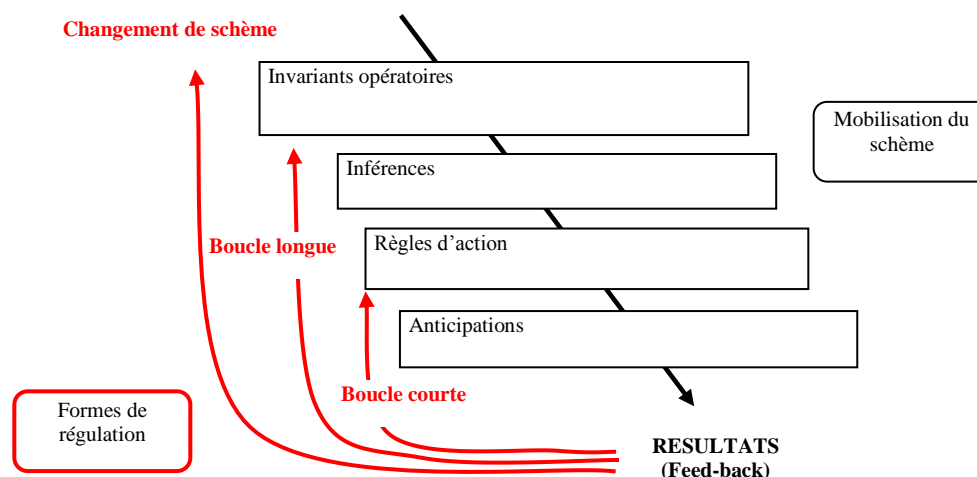 Changement de schème
Invariants opératoires
Mobilisation du
schème
Inférences
Règles d’action
Boucle longue
Anticipations
Boucle courte
Formes de
régulation
RESULTATS
(Feed-back)